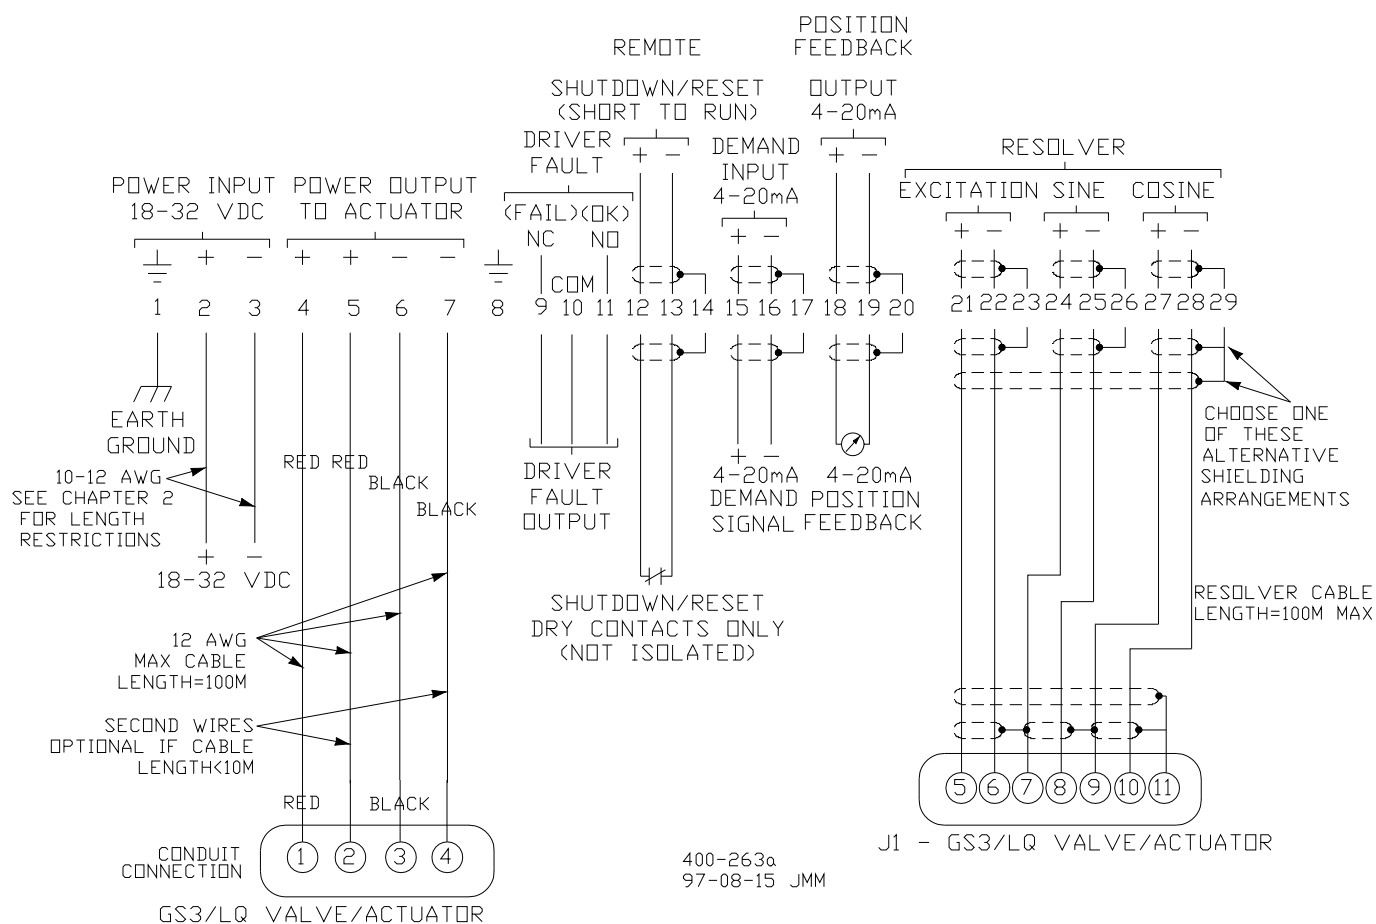 POSITION
FEEDBACK
OUTPUT
4-20mA
+ −
REMOTE
SHUTDOWN/RESET
(SHORT TO RUN)
+ −
DRIVER
FAULT
(FAIL) (OK)
NC NO
COM
DEMAND
INPUT
4-20mA
+ −
RESOLVER
EXCITATION SINE COSINE
+ − + − + −
POWER INPUT
18-32 VDC
+ −
POWER OUTPUT
TO ACTUATOR
+ + − −
1 2 3 4 5 6 7 8 9 10 11 12 13 14 15 16 17 18 19 20 21 22 23 24 25 26 27 28 29
EARTH
GROUND
10-12 AWG
SEE CHAPTER 2
FOR LENGTH
RESTRICTIONS
+ −
18-32 VDC
RED RED
BLACK
BLACK
DRIVER
FAULT
OUTPUT
+ −
4-20mA
DEMAND
SIGNAL
4-20mA
POSITION
FEEDBACK
CHOOSE ONE
OF THESE
ALTERNATIVE
SHIELDING
ARRANGEMENTS
SHUTDOWN/RESET
DRY CONTACTS ONLY
(NOT ISOLATED)
RESOLVER CABLE
LENGTH=100M MAX
12 AWG
MAX CABLE
LENGTH=100M
SECOND WIRES
OPTIONAL IF CABLE
LENGTH<10M
RED BLACK
CONDUIT
CONNECTION
1 2 3 4
GS3/LQ VALVE/ACTUATOR
5 6 7 8 9 10 11
J1 - GS3/LQ VALVE/ACTUATOR
400-263a
97-08-15 JMM